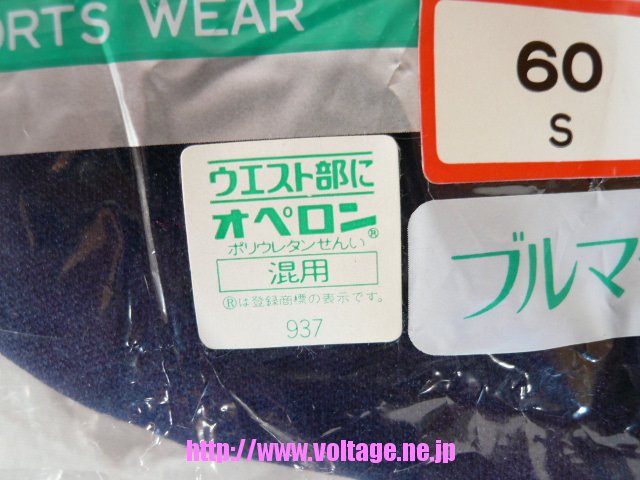 ORTS WEAR
60
S
ウエスト部に
オペロン®
ポリウレタンせんい
混用
®は登録商標の表示です。
937
ブルマ
http://www.voltage.ne.jp